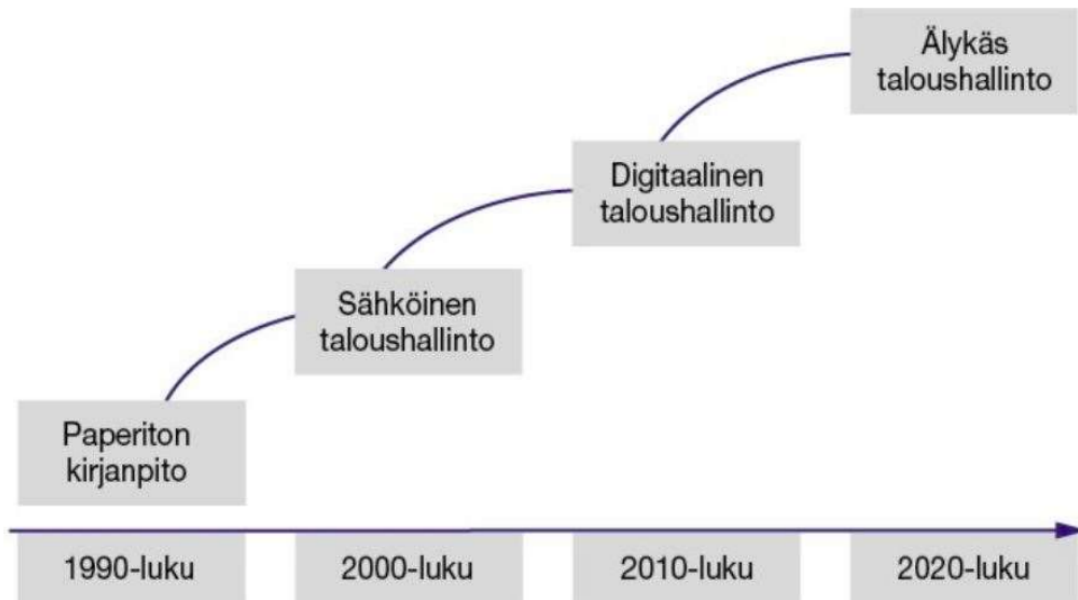 Älykäs
taloushallinto
Digitaalinen
taloushallinto
Sähköinen
taloushallinto
Paperiton
kirjanpito
1990-luku
2000-luku
2010-luku
2020-luku